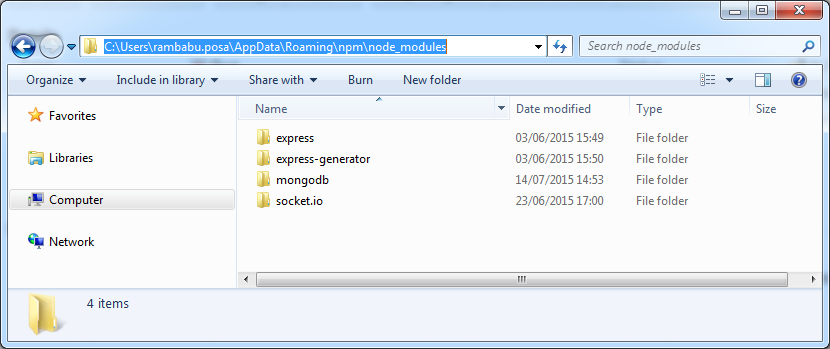 C:\Users\rambabu.posa\AppData\Roaming\npm\node_modules
Search node_modules
Organize Include in library Share with Burn New folder
Name Date modified Type Size
Favorites
Libraries
Computer
Network
express 03/06/2015 15:49 File folder
express-generator 03/06/2015 15:50 File folder
mongodb 14/07/2015 14:53 File folder
socket.io 23/06/2015 17:00 File folder
4 items